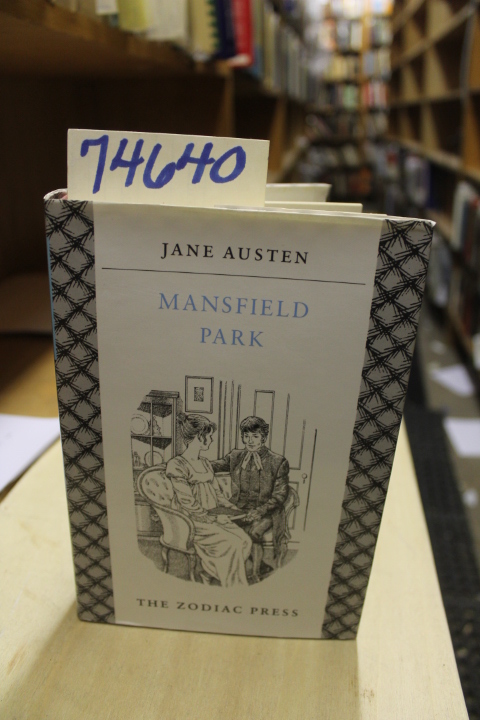 74640
JANE AUSTEN
MANSFIELD
PARK
THE ZODIAC PRESS